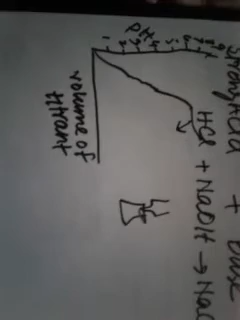 Strong Acid + base
HCl + NaOH → NaC
pH
volume of
titrant